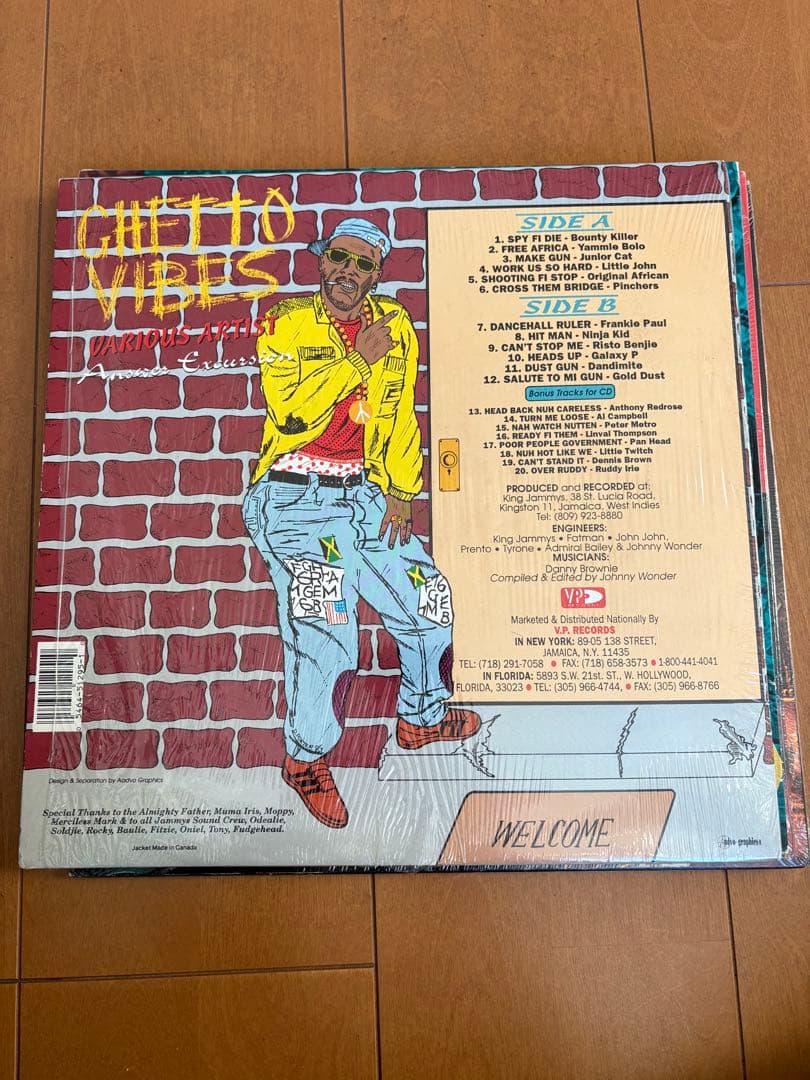 GHETTO
VIBES
VARIOUS ARTIST
Answer Excursion
SIDE A
1. SPY FI DIE - Bounty Killer
2. FREE AFRICA - Yammie Bolo
3. MAKE GUN - Junior Cat
4. WORK US SO HARD - Little John
5. SHOOTING FI STOP - Original African
6. CROSS THEM BRIDGE - Pinchers
SIDE B
7. DANCEHALL RULER - Frankie Paul
8. HIT MAN - Ninja Kid
9. CAN'T STOP ME - Risto Benjie
10. HEADS UP - Galaxy P
11. DUST GUN - Dandimite
12. SALUTE TO MI GUN - Gold Dust
Bonus Tracks for CD
13. HEAD BACK NUH CARELESS - Anthony Redrose
14. TURN ME LOOSE - Al Campbell
15. NAH WATCH NUTTEN - Peter Metro
16. READY FI THEM - Linval Thompson
17. POOR PEOPLE GOVERNMENT - Pan Head
18. NUH HOT LIKE WE - Little Twitch
19. CAN'T STAND IT - Dennis Brown
20. OVER RUDDY - Ruddy Irie
PRODUCED and RECORDED at:
King Jammys, 38 St. Lucia Road,
Kingston 11, Jamaica, West Indies
Tel: (809) 923-8880
ENGINEERS:
King Jammys • Fatman • John John,
Prento • Tyrone • Admiral Bailey & Johnny Wonder
MUSICIANS:
Danny Brownie
Compiled & Edited by Johnny Wonder
VP
Marketed & Distributed Nationally By
V.P. RECORDS
IN NEW YORK: 89-05 138 STREET,
JAMAICA, N.Y. 11435
TEL: (718) 291-7058 • FAX: (718) 658-3573 • 1-800-441-4041
IN FLORIDA: 5893 S.W. 21st. ST., W. HOLLYWOOD,
FLORIDA, 33023 • TEL: (305) 966-4744, • FAX: (305) 966-8766
0 5464-51295-1
Design & Separation by Aadvo Graphics
Special Thanks to the Almighty Father, Muma Iris, Moppy,
Merciless Mark & to all Jammys Sound Crew, Odealie,
Soldjie, Rocky, Baulie, Fitzie, Oniel, Tony, Fudgehead.
Jacket Made in Canada
WELCOME